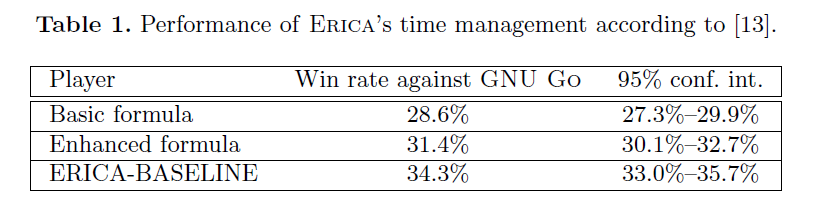 Table 1. Performance of ERICA's time management according to [13].
Player Win rate against GNU GO 95% conf. int.
Basic formula 28.6% 27.3%–29.9%
Enhanced formula 31.4% 30.1%–32.7%
ERICA-BASELINE 34.3% 33.0%–35.7%